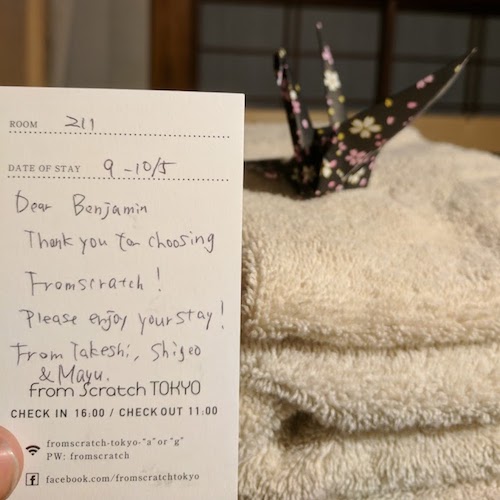 ROOM 211
DATE OF STAY 9-10/5
Dear Benjamin
Thank you for choosing
Fromscratch!
Please enjoy your stay!
From Takeshi, Shigeo
& Mayu.
from Scratch TOKYO
CHECK IN 16:00 / CHECK OUT 11:00
fromscratch-tokyo-"a" or "g"
PW: fromscratch
facebook.com/fromscratchtokyo